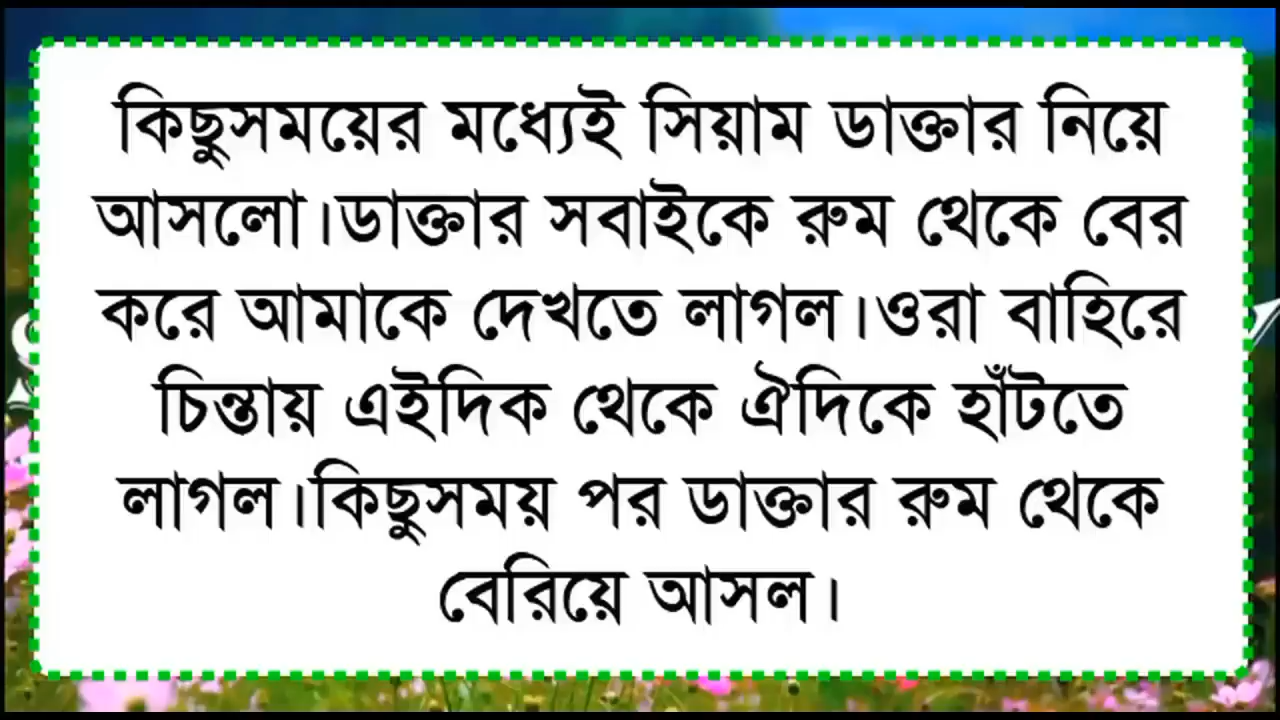 কিছুসময়ের মধ্যেই সিয়াম ডাক্তার নিয়ে
আসলো।ডাক্তার সবাইকে রুম থেকে বের
করে আমাকে দেখতে লাগল।ওরা বাহিরে
চিন্তায় এইদিক থেকে ঐদিকে হাঁটতে
লাগল।কিছুসময় পর ডাক্তার রুম থেকে
বেরিয়ে আসল।